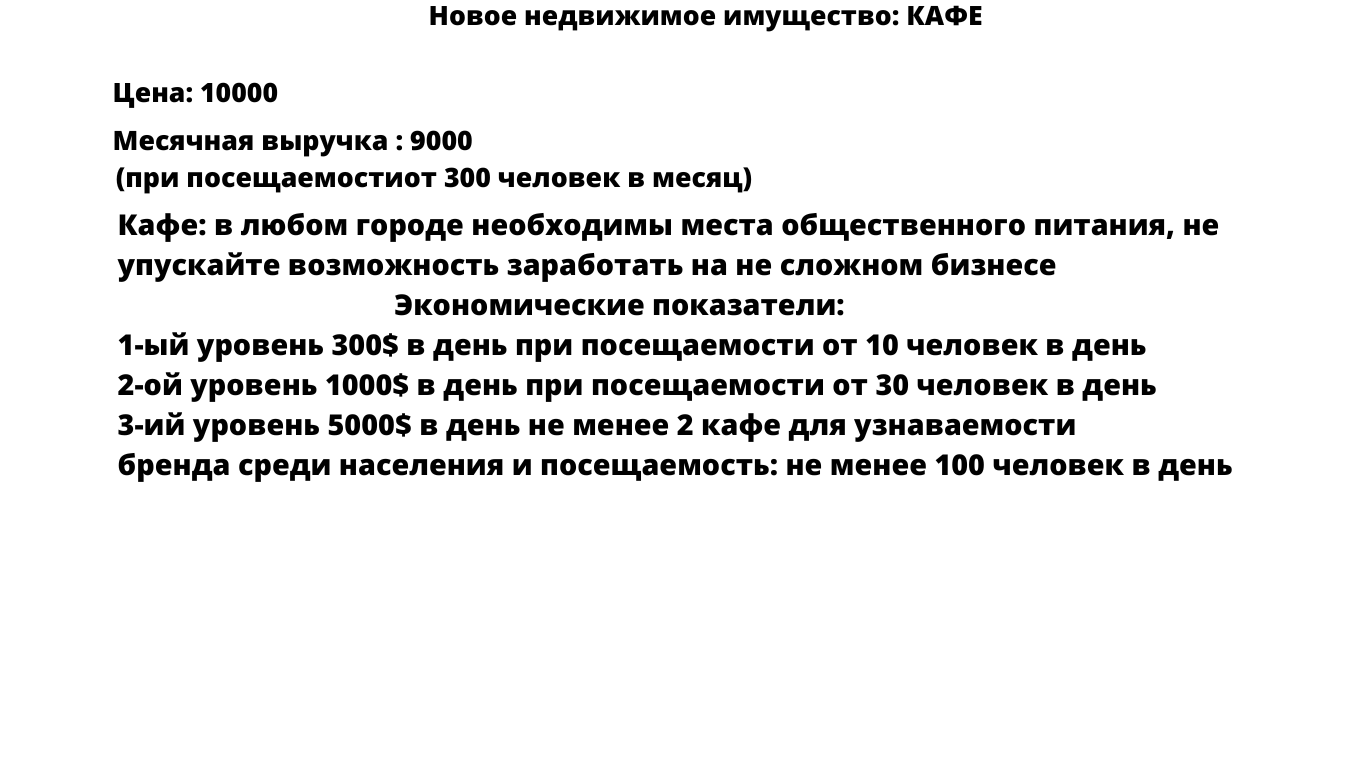 Новое недвижимое имущество: КАФЕ
Цена: 10000
Месячная выручка : 9000
(при посещаемостиот 300 человек в месяц)
Кафе: в любом городе необходимы места общественного питания, не
упускайте возможность заработать на не сложном бизнесе
Экономические показатели:
1-ый уровень 300$ в день при посещаемости от 10 человек в день
2-ой уровень 1000$ в день при посещаемости от 30 человек в день
3-ий уровень 5000$ в день не менее 2 кафе для узнаваемости
бренда среди населения и посещаемость: не менее 100 человек в день